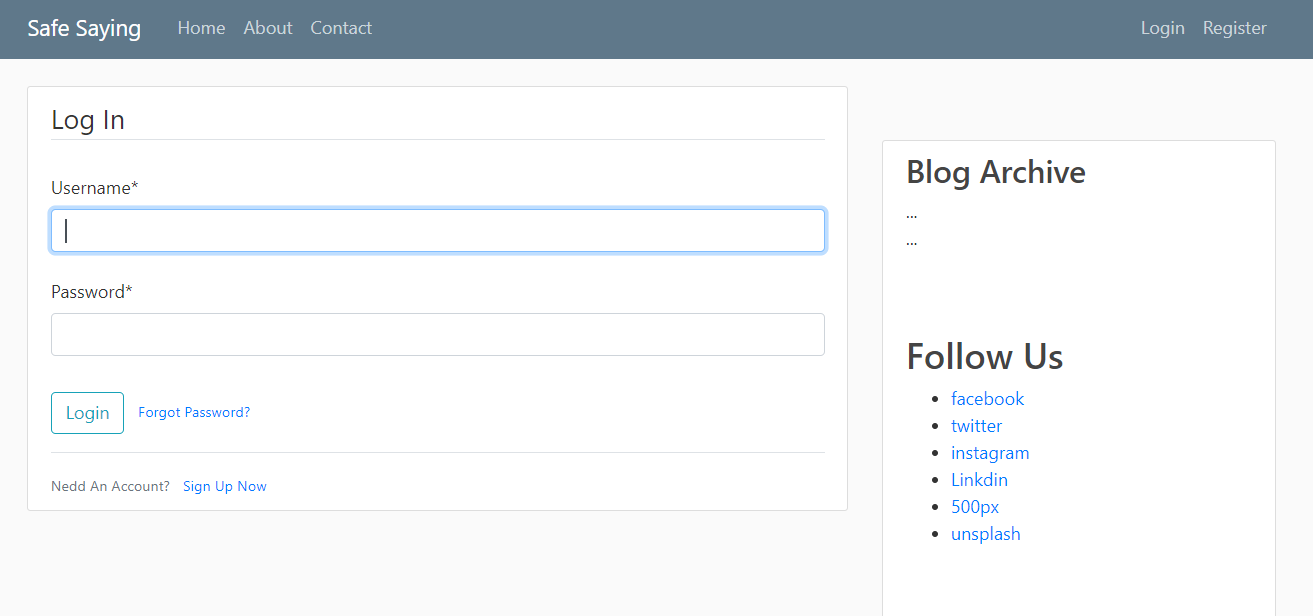 Safe Saying Home About Contact Login Register
Log In
Username*
Password*
Login Forgot Password?
Nedd An Account? Sign Up Now
Blog Archive
...
...
Follow Us
facebook
twitter
instagram
Linkdin
500px
unsplash